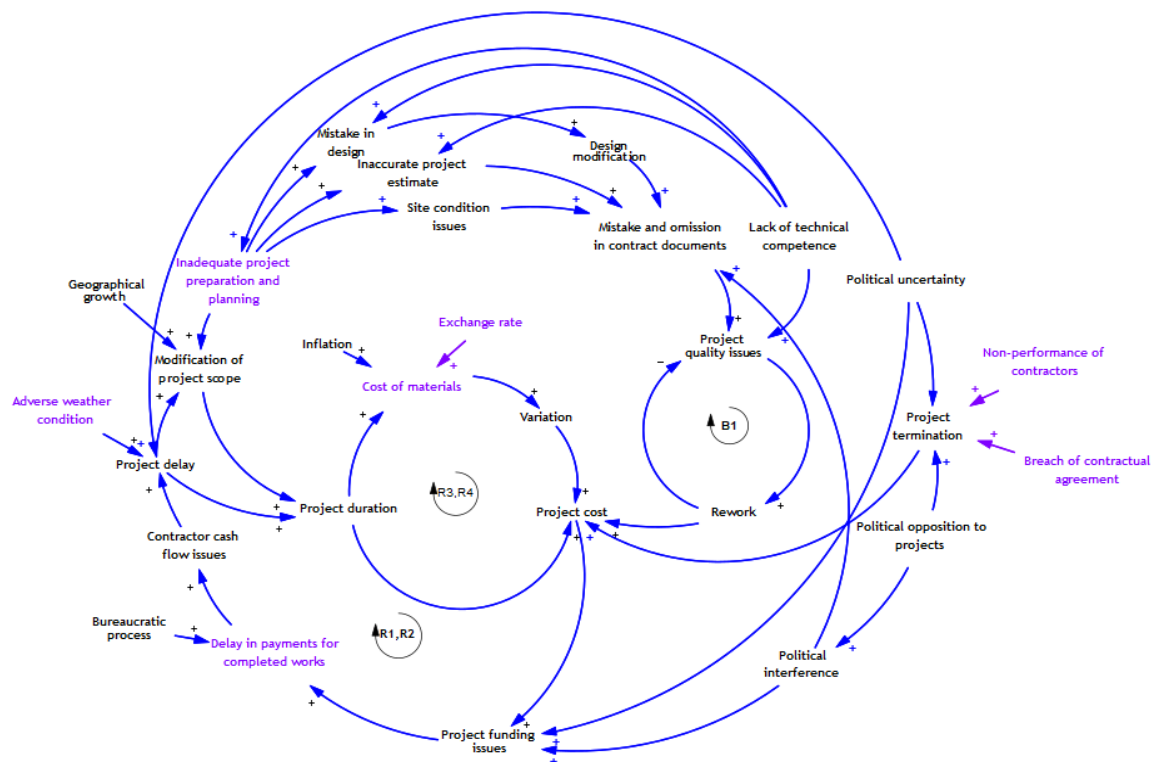 Mistake in
design
Design
modification
Inaccurate project
estimate
Site condition
issues
Mistake and omission
in contract documents
Lack of technical
competence
Inadequate project
preparation and
planning
Political uncertainty
Geographical
growth
Exchange rate
Inflation
Project
quality issues
Modification of
project scope
Non-performance of
contractors
Cost of materials
Adverse weather
condition
Variation
B1
Project
termination
Project delay
Breach of contractual
agreement
R3,R4
Project duration
Project cost
Rework
Contractor cash
flow issues
Political opposition to
projects
Bureaucratic
process
R1,R2
Delay in payments for
completed works
Political
interference
Project funding
issues